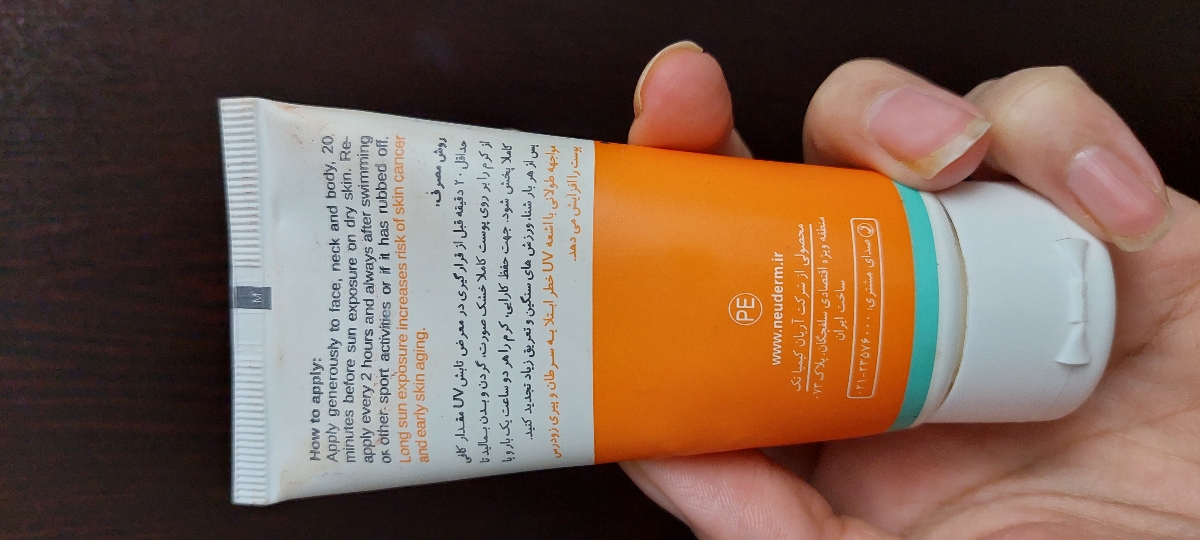 How to apply:
Apply generously to face, neck and body, 20
minutes before sun exposure on dry skin. Re-
apply every 2 hours and always after swimming
or other sport activities or if it has rubbed off.
Long sun exposure increases risk of skin cancer
and early skin aging.
روش مصرف:
حداقل ۲۰ دقیقه قبل از قرار گیری در معرض تابش UV مقدار کافی
از کرم را بر روی پوست کاملا خشک صورت، گردن و بدن بمالید تا
کاملا پخش شود. جهت حفظ کارایی، کرم را هر دو ساعت یک بار و یا
پس از هر بار شنا، ورزش های سنگین و تعریق زیاد تجدید کنید.
مواجهه طولانی با اشعه UV خطر ابتلا به سرطان و پیری زودرس
پوست را افزایش می دهد.
PE
www.neuderm.ir
محصولی از شرکت آریان کیمیا تک
منطقه ویژه اقتصادی سلفچگان، پلاک ۷۳
ساخت ایران
صدای مشتری: ۰۲۱-۲۳۵۷۶۰۰۰
M